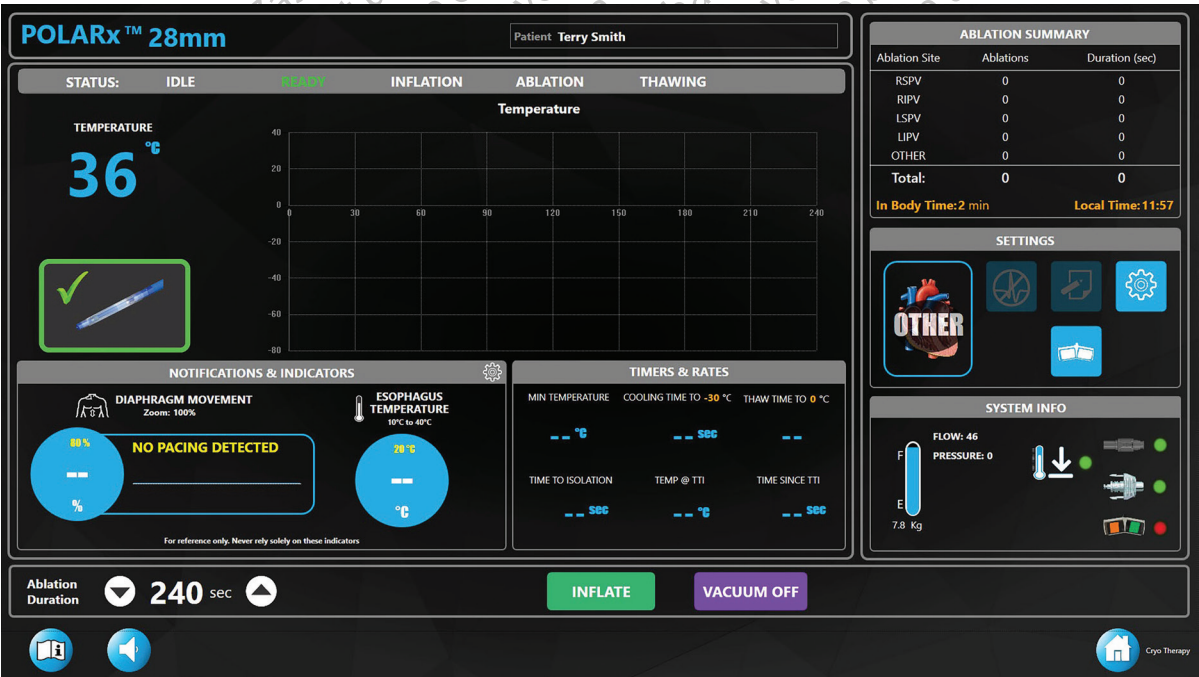 POLARx™ 28mm
Patient Terry Smith
STATUS: IDLE READY INFLATION ABLATION THAWING
TEMPERATURE
36 °C
Temperature
40
20
0
-20
-40
-60
-80
0 30 60 90 120 150 180 210 240
NOTIFICATIONS & INDICATORS
DIAPHRAGM MOVEMENT
Zoom: 100%
80 %
--
%
NO PACING DETECTED
ESOPHAGUS
TEMPERATURE
10°C to 40°C
20 °C
--
°C
For reference only. Never rely solely on these indicators
TIMERS & RATES
MIN TEMPERATURE COOLING TIME TO -30 °C THAW TIME TO 0 °C
-- °C -- sec --
TIME TO ISOLATION TEMP @ TTI TIME SINCE TTI
-- sec -- °C -- sec
Ablation
Duration
240 sec
INFLATE
VACUUM OFF
ABLATION SUMMARY
Ablation Site Ablations Duration (sec)
RSPV 0 0
RIPV 0 0
LSPV 0 0
LIPV 0 0
OTHER 0 0
Total: 0 0
In Body Time:2 min Local Time:11:57
SETTINGS
OTHER
SYSTEM INFO
F
E
7.8 Kg
FLOW: 46
PRESSURE: 0
i
Cryo Therapy